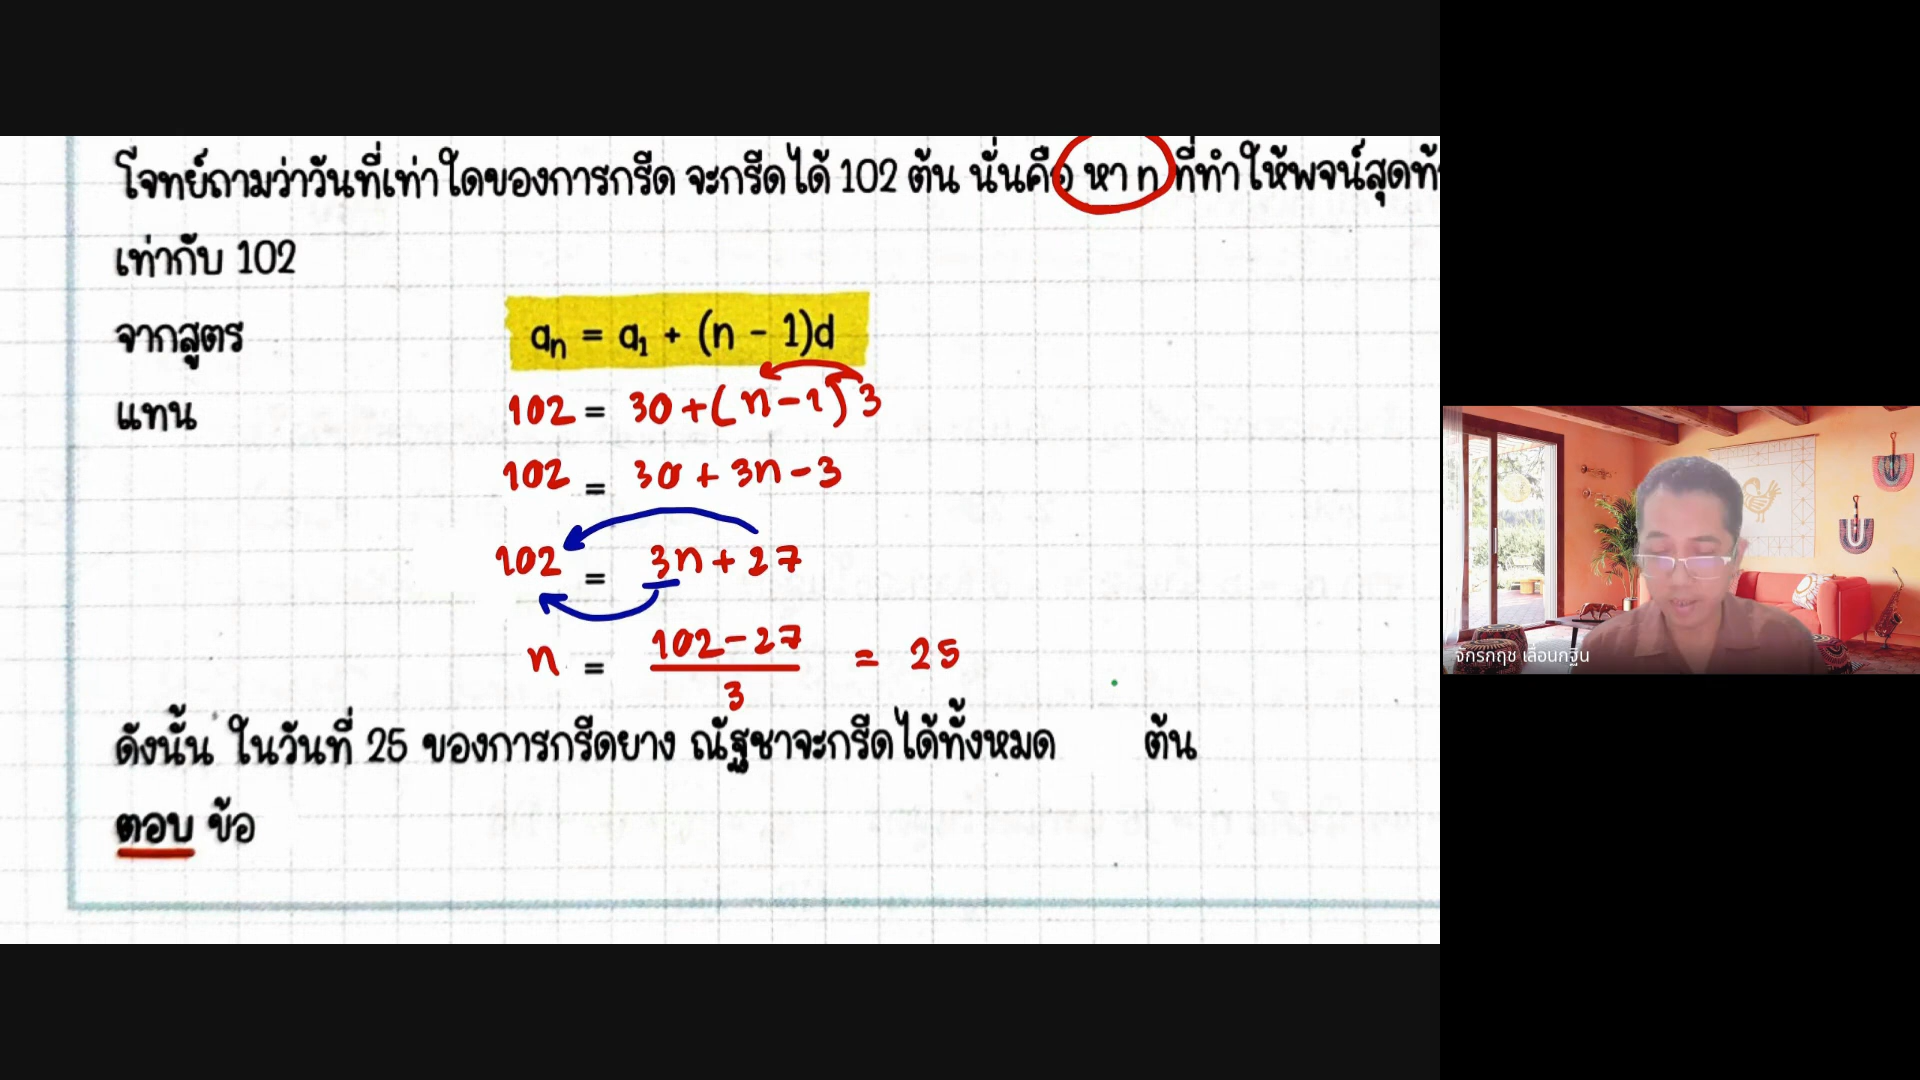 โจทย์ถามว่าวันที่เท่าใดของการกรีด จะกรีดได้ 102 ต้น นั่นคือ หา n ที่ทำให้พจน์สุดท้
เท่ากับ 102
จากสูตร aₙ = a₁ + (n - 1)d
แทน 102 = 30 + (n - 1) 3
102 = 30 + 3n - 3
102 = 3n + 27
n = (102 - 27)/3 = 25
ดังนั้น ในวันที่ 25 ของการกรีดยาง ณัฐชาจะกรีดได้ทั้งหมด ต้น
ตอบ ข้อ
จักรกฤช เลื่อนกฐิน